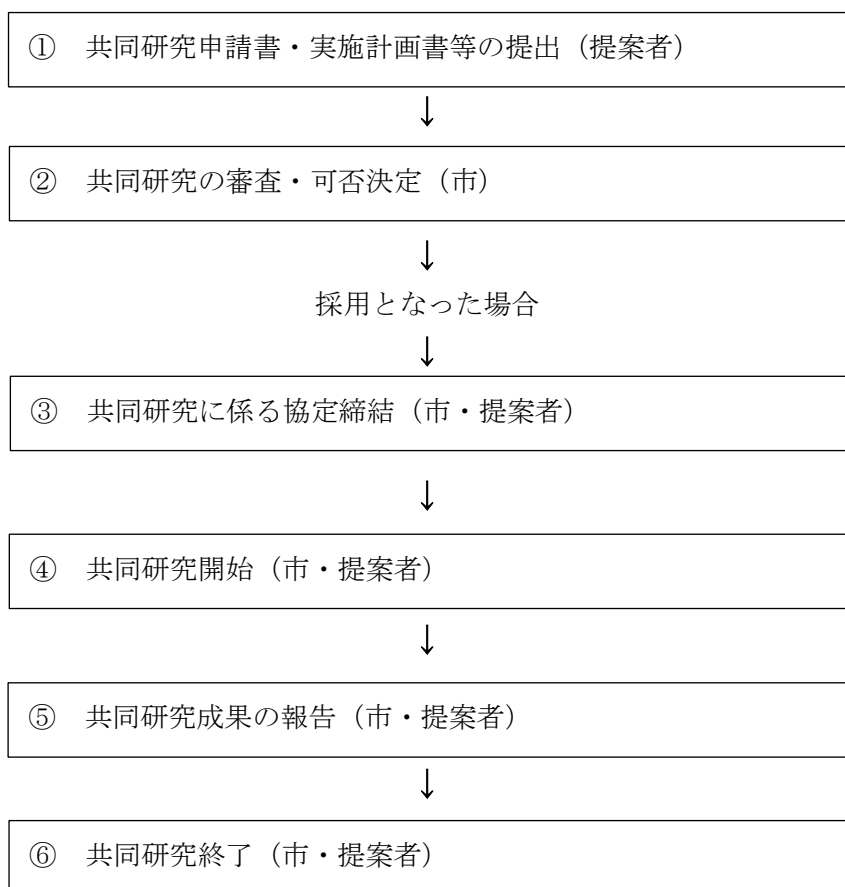 ① 共同研究申請書・実施計画書等の提出（提案者）
↓
② 共同研究の審査・可否決定（市）
↓
採用となった場合
↓
③ 共同研究に係る協定締結（市・提案者）
↓
④ 共同研究開始（市・提案者）
↓
⑤ 共同研究成果の報告（市・提案者）
↓
⑥ 共同研究終了（市・提案者）